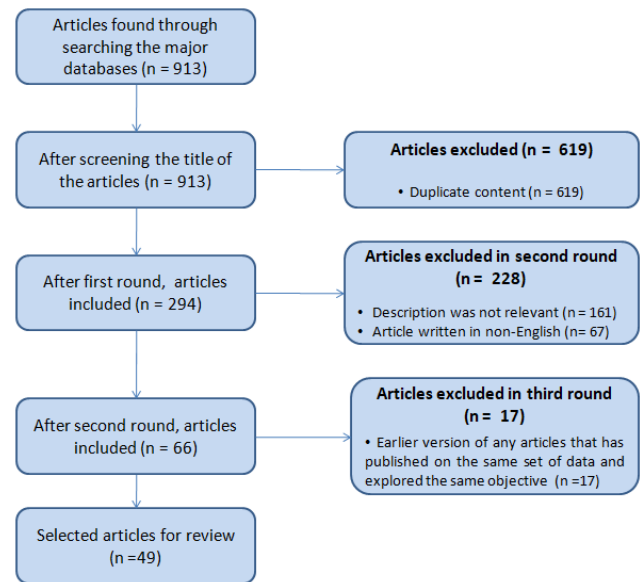 Articles found through
searching the major
databases (n = 913)
After screening the title of
the articles (n = 913)
Articles excluded (n = 619)
• Duplicate content (n = 619)
After first round, articles
included (n = 294)
Articles excluded in second round
(n = 228)
• Description was not relevant (n = 161)
• Article written in non-English (n= 67)
After second round, articles
included (n = 66)
Articles excluded in third round
(n = 17)
• Earlier version of any articles that has
published on the same set of data and
explored the same objective (n =17)
Selected articles for review
(n =49)